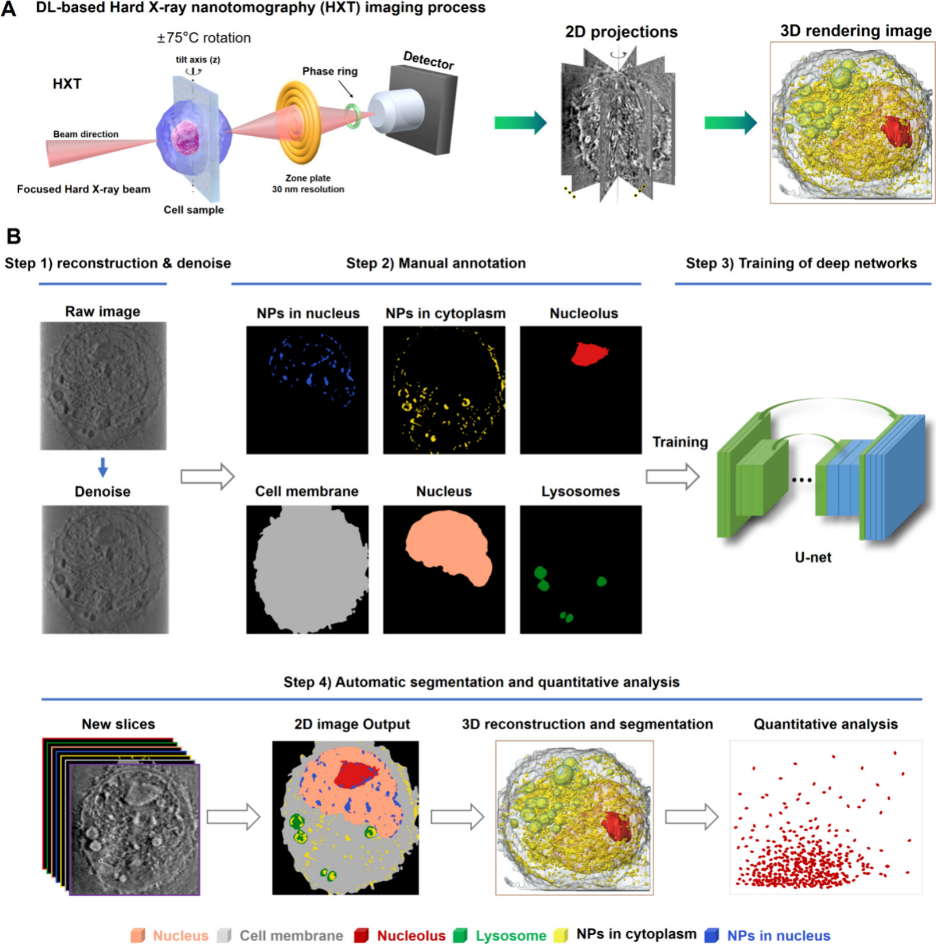 A
DL-based Hard X-ray nanotomography (HXT) imaging process
±75°C rotation
tilt axis (z)
HXT
Phase ring
Detector
Beam direction
Focused Hard X-ray beam
Cell sample
Zone plate
30 nm resolution
2D projections
3D rendering image
B
Step 1) reconstruction & denoise
Step 2) Manual annotation
Step 3) Training of deep networks
Raw image
NPs in nucleus
NPs in cytoplasm
Nucleolus
Training
Denoise
Cell membrane
Nucleus
Lysosomes
U-net
Step 4) Automatic segmentation and quantitative analysis
New slices
2D image Output
3D reconstruction and segmentation
Quantitative analysis
Nucleus
Cell membrane
Nucleolus
Lysosome
NPs in cytoplasm
NPs in nucleus